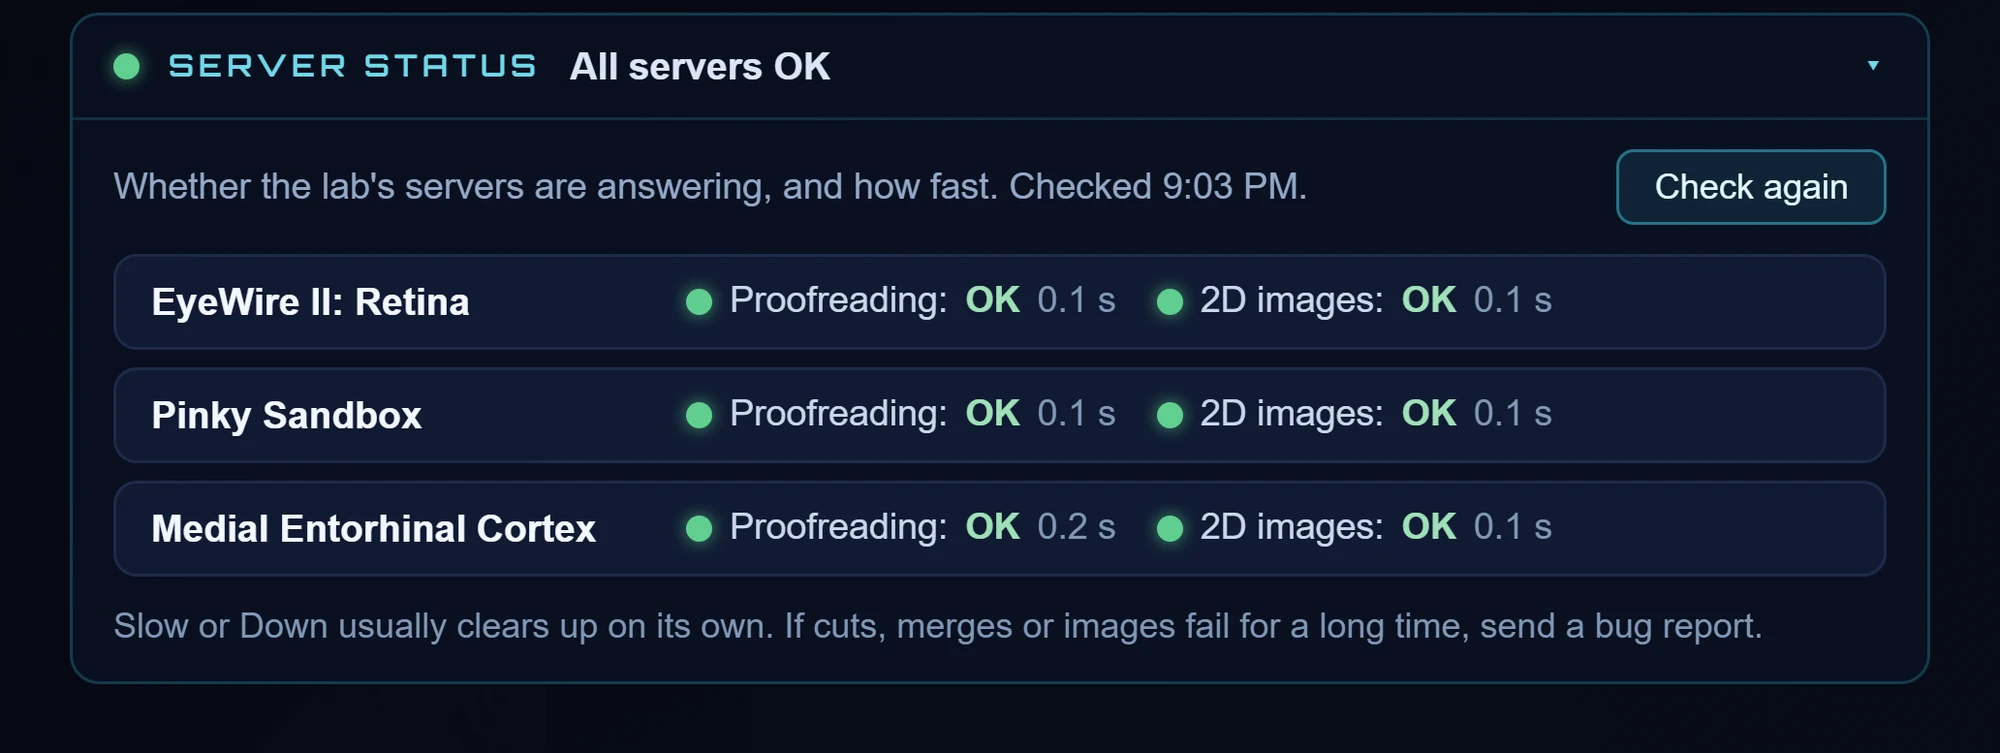 SERVER STATUS All servers OK
Whether the lab's servers are answering, and how fast. Checked 9:03 PM.
Check again
EyeWire II: Retina Proofreading: OK 0.1 s 2D images: OK 0.1 s
Pinky Sandbox Proofreading: OK 0.1 s 2D images: OK 0.1 s
Medial Entorhinal Cortex Proofreading: OK 0.2 s 2D images: OK 0.1 s
Slow or Down usually clears up on its own. If cuts, merges or images fail for a long time, send a bug report.